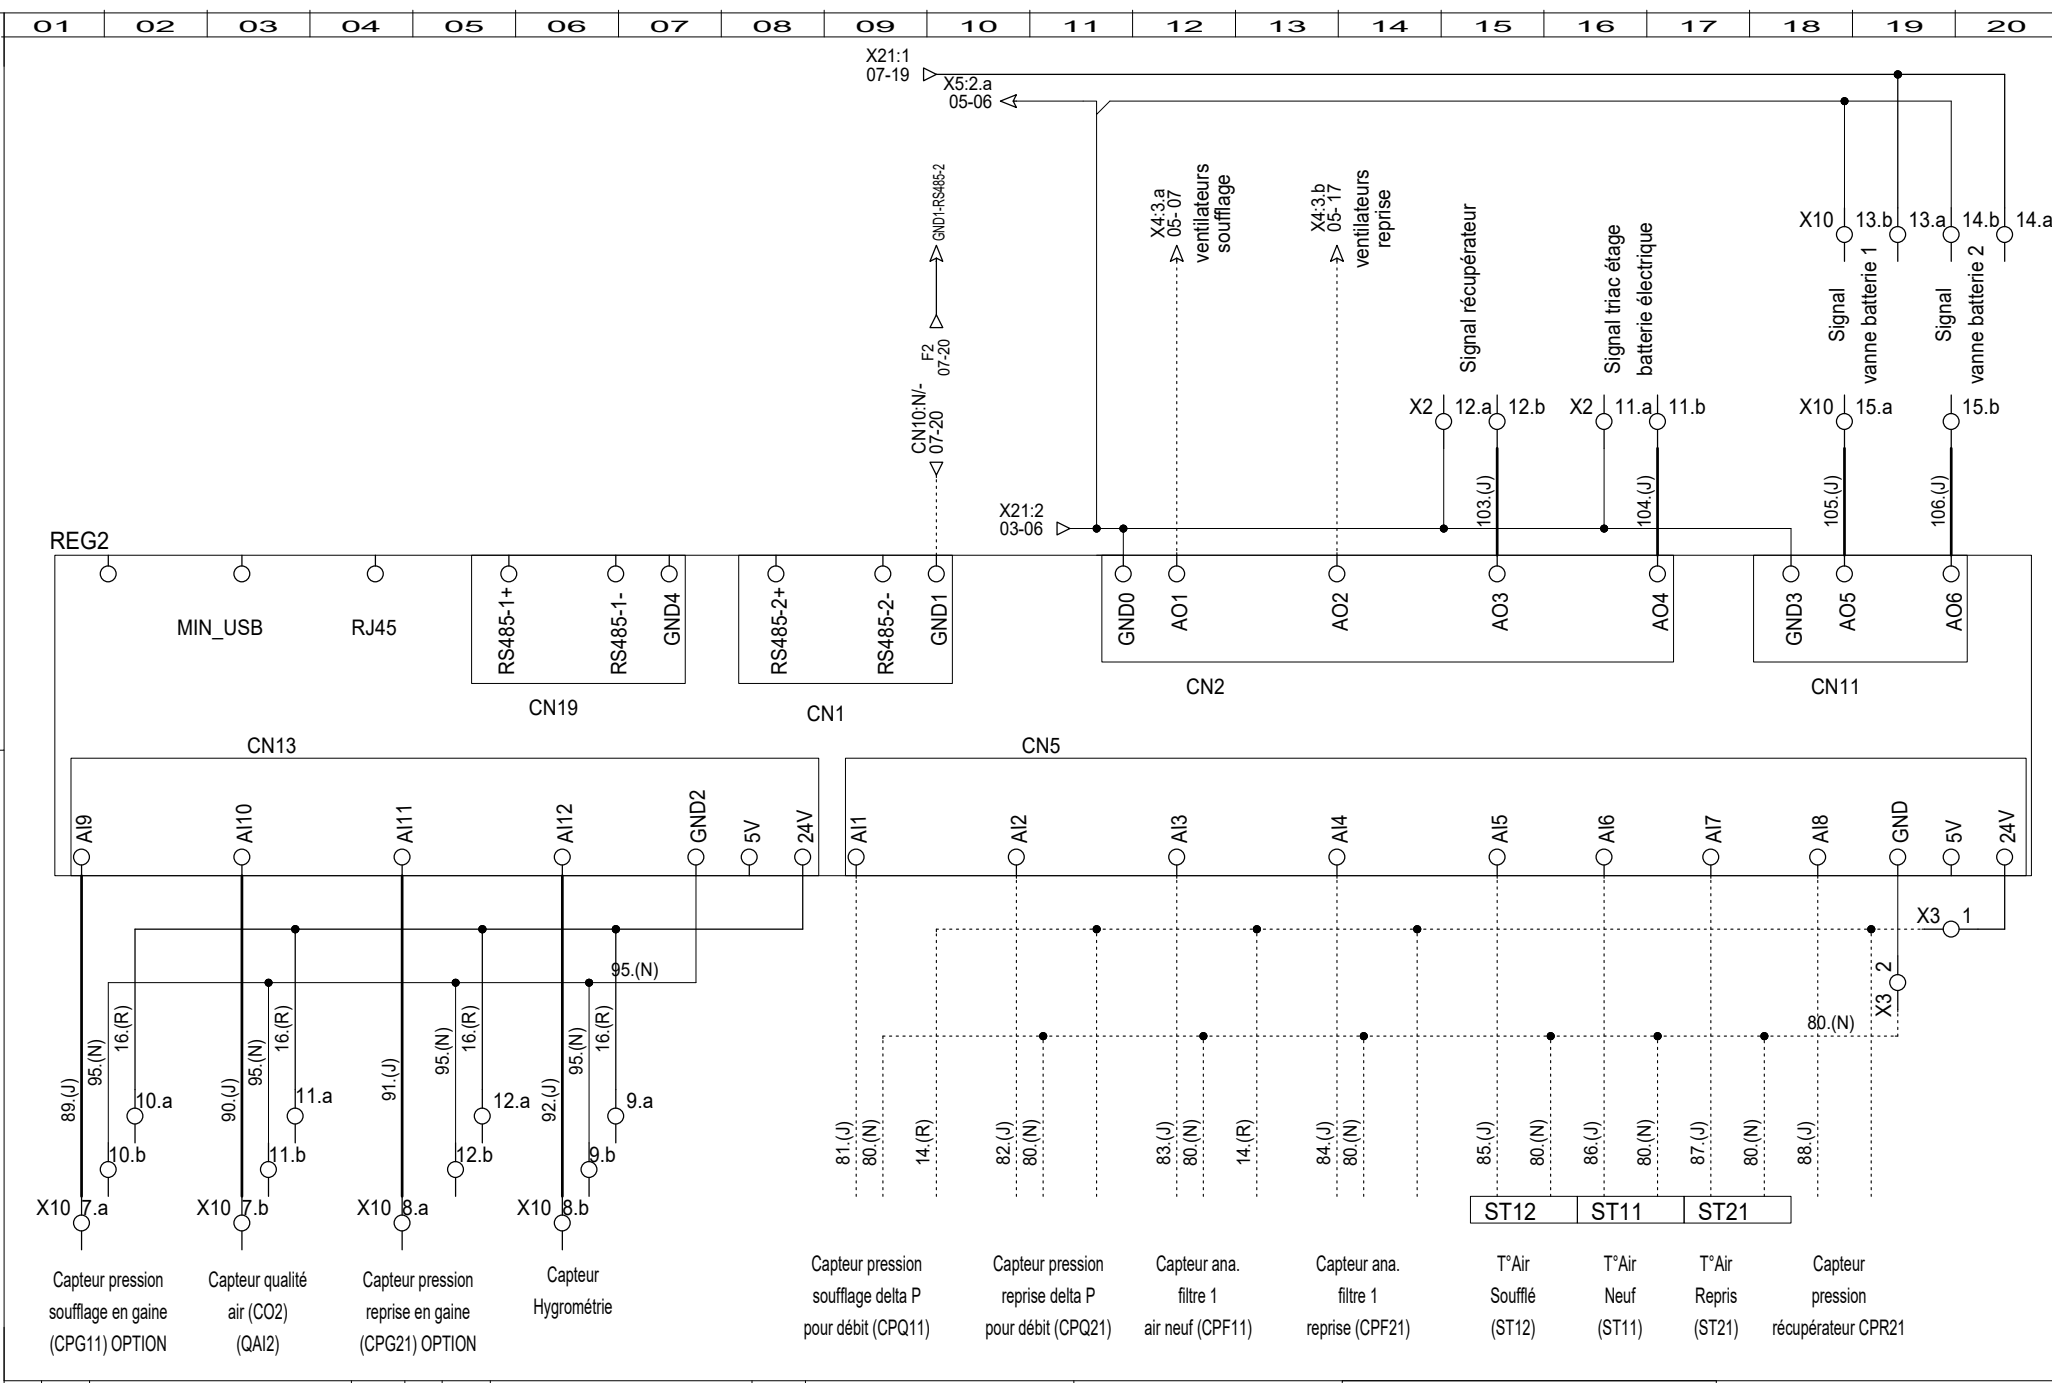 01 02 03 04 05 06 07 08 09 10 11 12 13 14 15 16 17 18 19 20
X21:1
07-19
X5:2.a
05-06
GND1-RS485-2
F2
07-20
CN10:N/-
07-20
X4:3.a
05- 07
ventilateurs
soufflage
X4:3.b
05- 17
ventilateurs
reprise
Signal récupérateur
Signal triac étage
batterie électrique
X10 13.b 13.a 14.b 14.a
Signal
vanne batterie 1
Signal
vanne batterie 2
X2 12.a 12.b X2 11.a 11.b X10 15.a 15.b
103.(J) 104.(J) 105.(J) 106.(J)
X21:2
03-06
REG2
MIN_USB RJ45
RS485-1+ RS485-1- GND4
RS485-2+ RS485-2- GND1
GND0 AO1 AO2 AO3 AO4
GND3 AO5 AO6
CN19 CN1 CN2 CN11
CN13 CN5
AI9 AI10 AI11 AI12 GND2 5V 24V
AI1 AI2 AI3 AI4 AI5 AI6 AI7 AI8 GND 5V 24V
X3 1
X3 2
95.(N)
80.(N)
89.(J) 95.(N) 16.(R) 90.(J) 95.(N) 16.(R) 91.(J) 95.(N) 16.(R) 92.(J) 95.(N) 16.(R)
10.a 11.a 12.a 9.a
10.b 11.b 12.b 9.b
X10 7.a X10 7.b X10 8.a X10 8.b
81.(J) 80.(N) 14.(R) 82.(J) 80.(N) 83.(J) 80.(N) 14.(R) 84.(J) 80.(N) 85.(J) 80.(N) 86.(J) 80.(N) 87.(J) 80.(N) 88.(J)
ST12 ST11 ST21
Capteur pression
soufflage en gaine
(CPG11) OPTION
Capteur qualité
air (CO2)
(QAI2)
Capteur pression
reprise en gaine
(CPG21) OPTION
Capteur
Hygrométrie
Capteur pression
soufflage delta P
pour débit (CPQ11)
Capteur pression
reprise delta P
pour débit (CPQ21)
Capteur ana.
filtre 1
air neuf (CPF11)
Capteur ana.
filtre 1
reprise (CPF21)
T°Air
Soufflé
(ST12)
T°Air
Neuf
(ST11)
T°Air
Repris
(ST21)
Capteur
pression
récupérateur CPR21